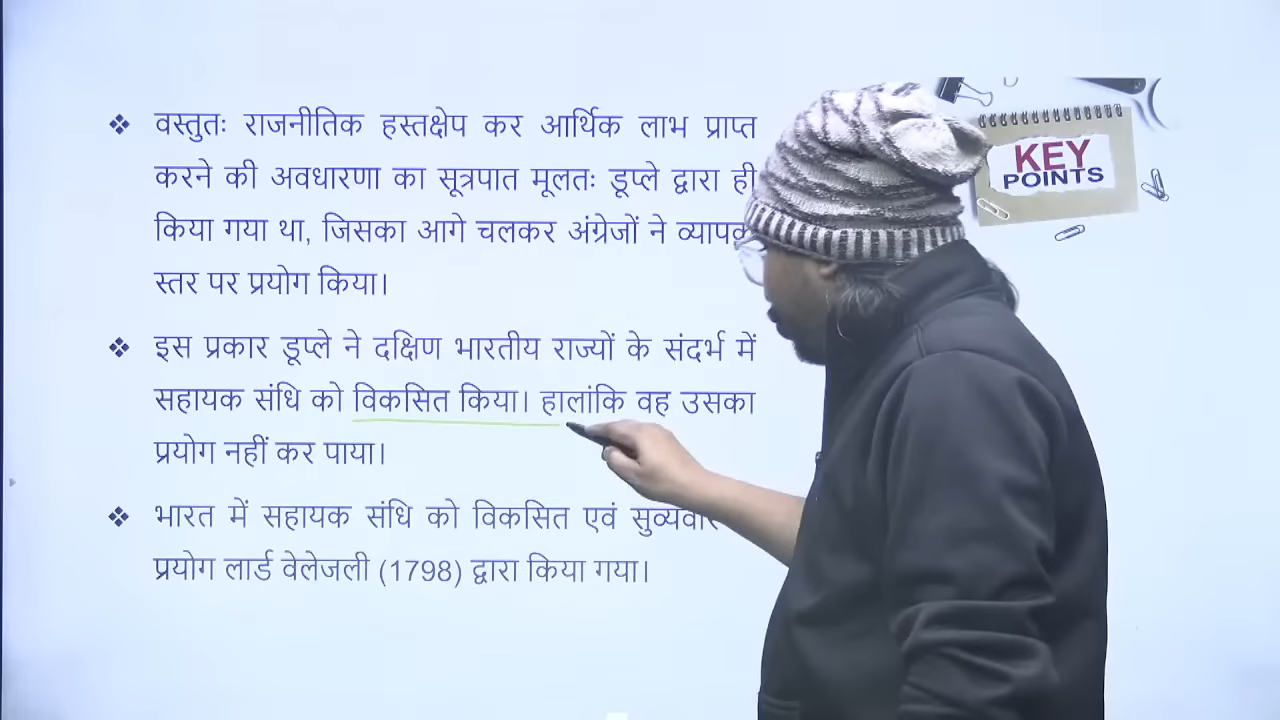 वस्तुतः राजनीतिक हस्तक्षेप कर आर्थिक लाभ प्राप्त
करने की अवधारणा का सूत्रपात मूलतः डूप्ले द्वारा ही
किया गया था, जिसका आगे चलकर अंग्रेजों ने व्यापक
स्तर पर प्रयोग किया।
इस प्रकार डूप्ले ने दक्षिण भारतीय राज्यों के संदर्भ में
सहायक संधि को विकसित किया। हालांकि वह उसका
प्रयोग नहीं कर पाया।
भारत में सहायक संधि को विकसित एवं
प्रयोग लार्ड वेलेजली (1798) द्वारा किया गया।
KEY
POINTS